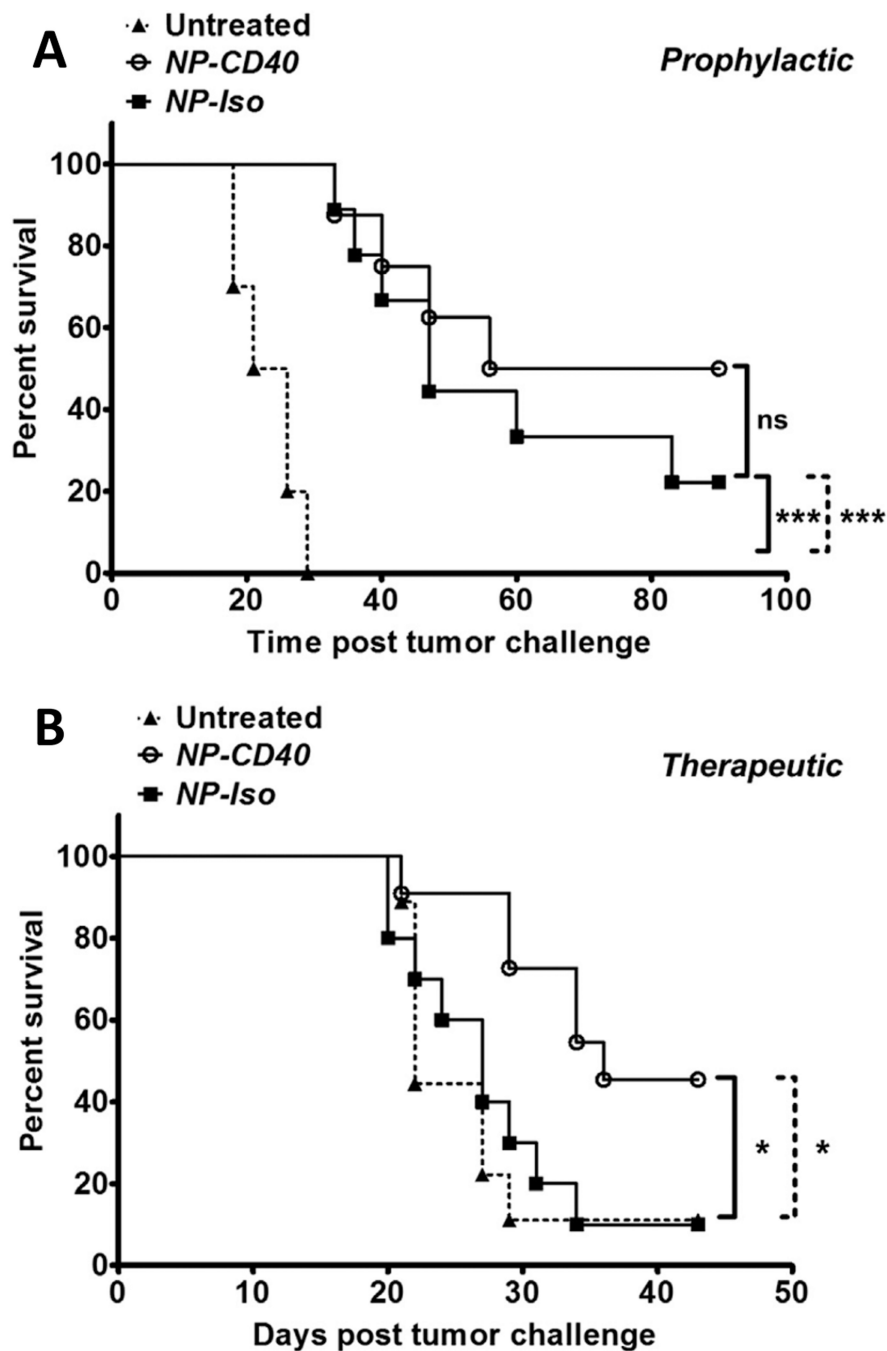 A
Untreated
NP-CD40
NP-Iso
Prophylactic
Percent survival
100
80
60
40
20
0
ns
*** ***
0 20 40 60 80 100
Time post tumor challenge
B
Untreated
NP-CD40
NP-Iso
Therapeutic
Percent survival
100
80
60
40
20
0
* *
0 10 20 30 40 50
Days post tumor challenge